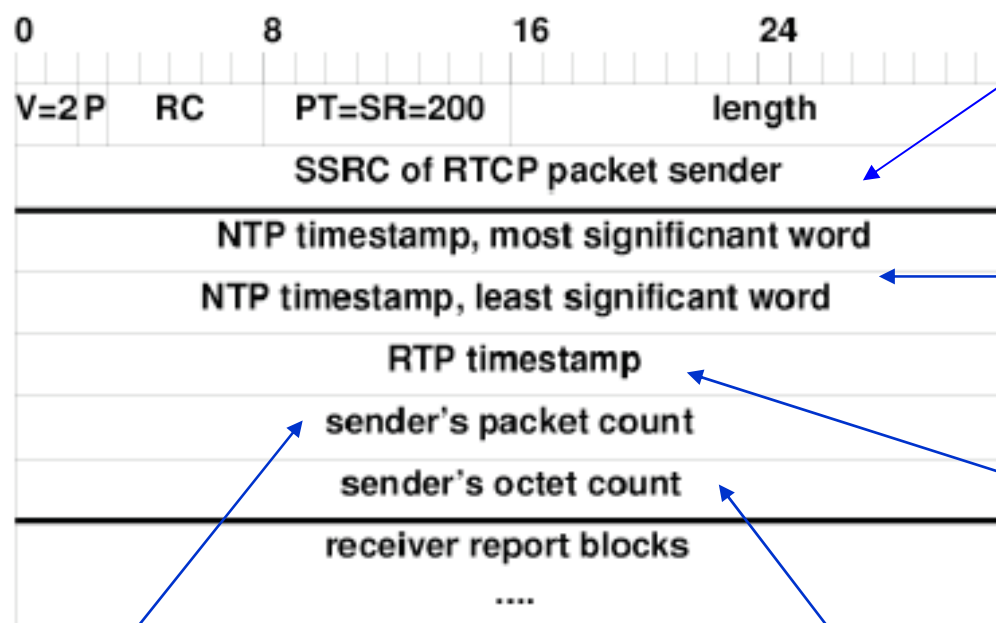 0 8 16 24
V=2 P RC PT=SR=200 length
SSRC of RTCP packet sender
NTP timestamp, most significnant word
NTP timestamp, least significant word
RTP timestamp
sender's packet count
sender's octet count
receiver report blocks
....